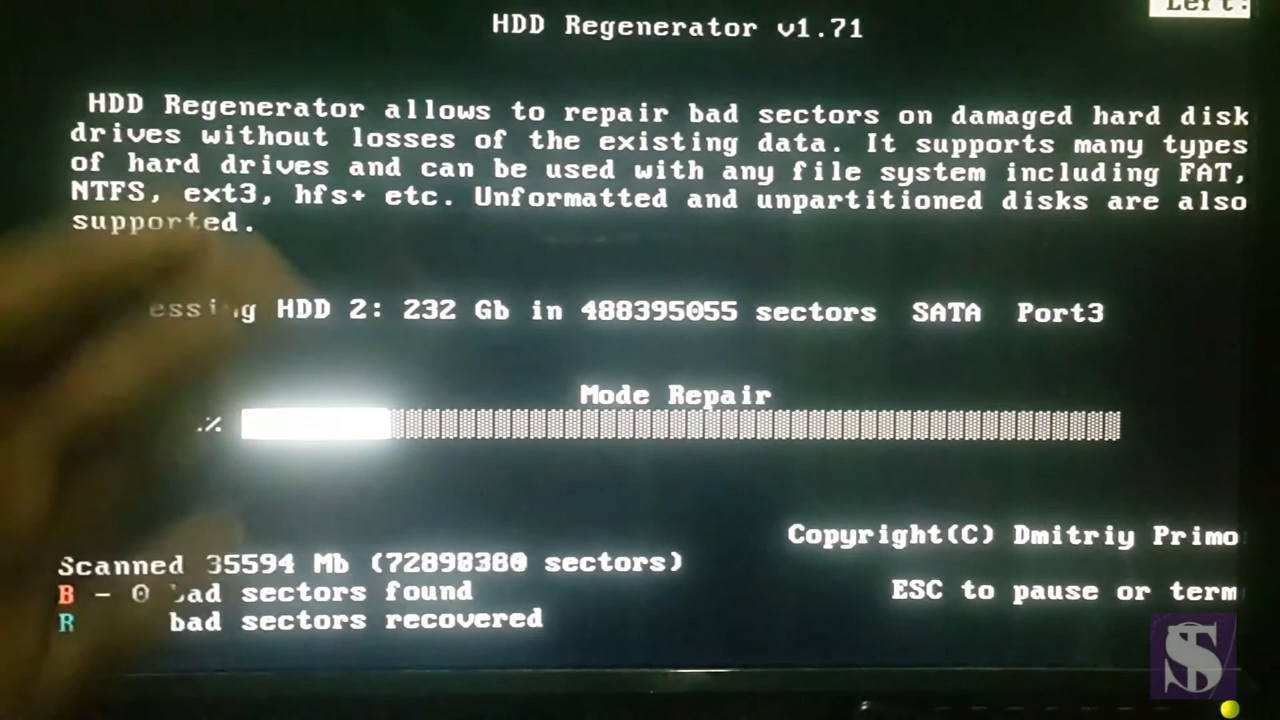 Left:
HDD Regenerator v1.71
HDD Regenerator allows to repair bad sectors on damaged hard disk
drives without losses of the existing data. It supports many types
of hard drives and can be used with any file system including FAT,
NTFS, ext3, hfs+ etc. Unformatted and unpartitioned disks are also
supported.
HDD 2: 232 Gb in 488395055 sectors SATA Port3
Mode Repair
.%
Copyright(C) Dmitriy Primo
Scanned 35594 Mb (72898380 sectors)
B - 0 bad sectors found
ESC to pause or term
R bad sectors recovered